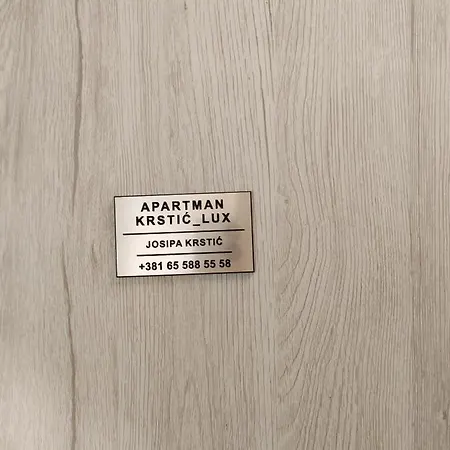 APARTMAN
KRSTIĆ_LUX
JOSIPA KRSTIĆ
+381 65 588 55 58